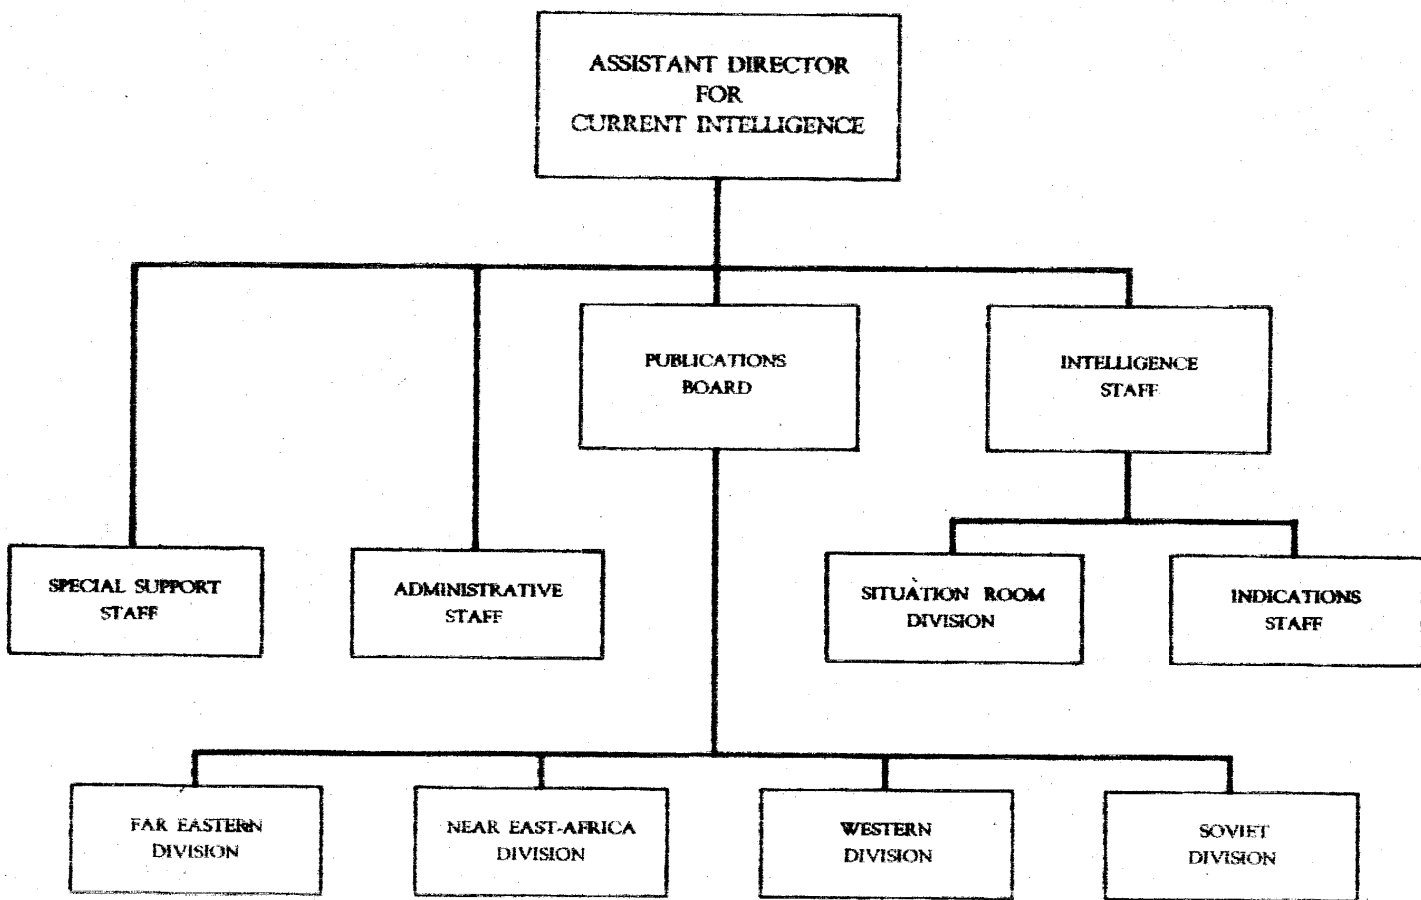 ASSISTANT DIRECTOR
FOR
CURRENT INTELLIGENCE
PUBLICATIONS
BOARD
INTELLIGENCE
STAFF
SPECIAL SUPPORT
STAFF
ADMINISTRATIVE
STAFF
SITUATION ROOM
DIVISION
INDICATIONS
STAFF
FAR EASTERN
DIVISION
NEAR EAST-AFRICA
DIVISION
WESTERN
DIVISION
SOVIET
DIVISION